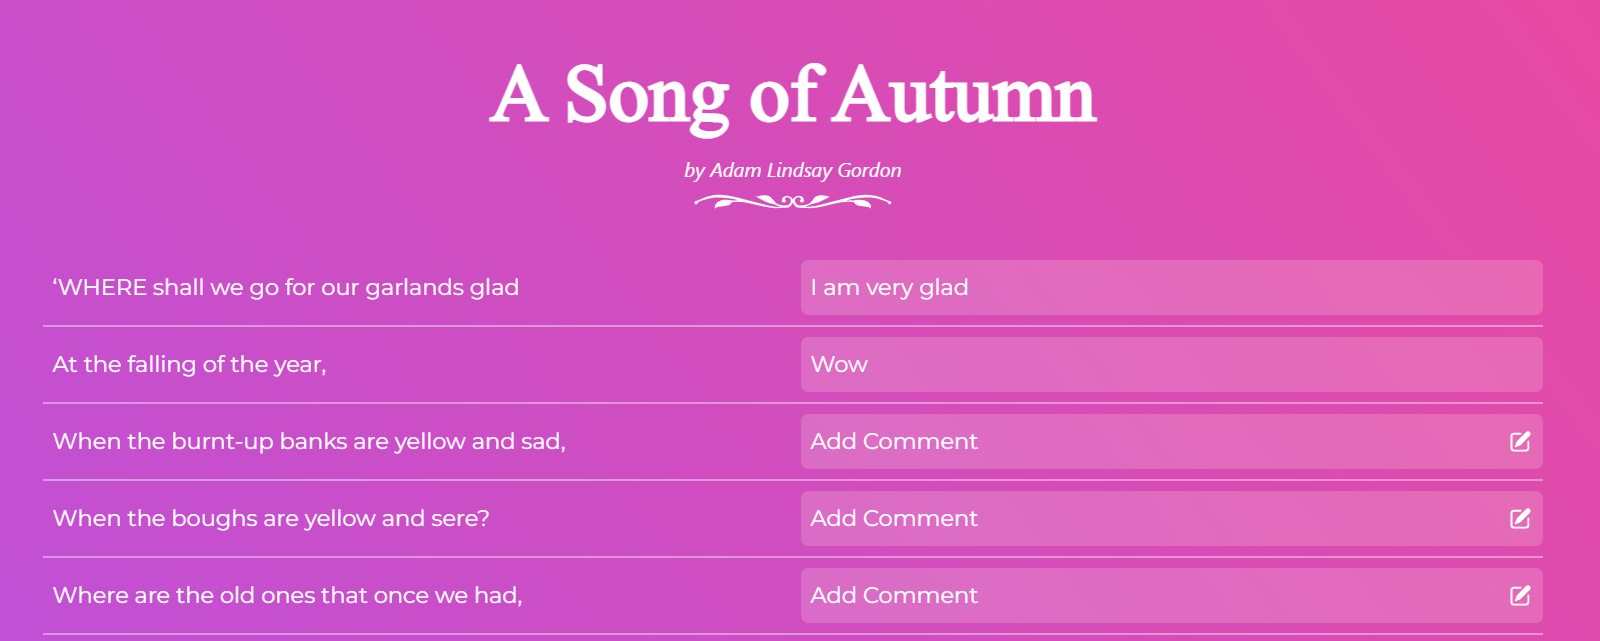 A Song of Autumn
by Adam Lindsay Gordon
‘WHERE shall we go for our garlands glad
I am very glad
At the falling of the year,
Wow
When the burnt-up banks are yellow and sad,
Add Comment
When the boughs are yellow and sere?
Add Comment
Where are the old ones that once we had,
Add Comment